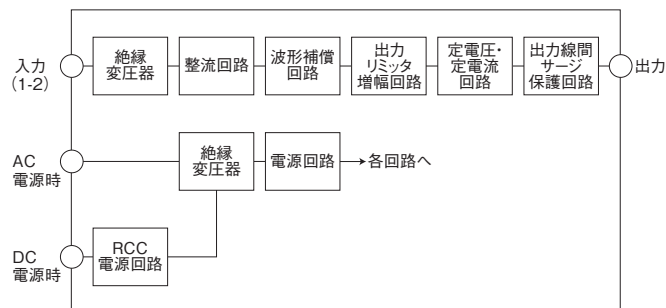 入力
(1-2)
絶縁
変圧器
整流回路
波形補償
回路
出力
リミッタ
増幅回路
定電圧・
定電流
回路
出力線間
サージ
保護回路
出力
AC
電源時
絶縁
変圧器
電源回路
各回路へ
DC
電源時
RCC
電源回路